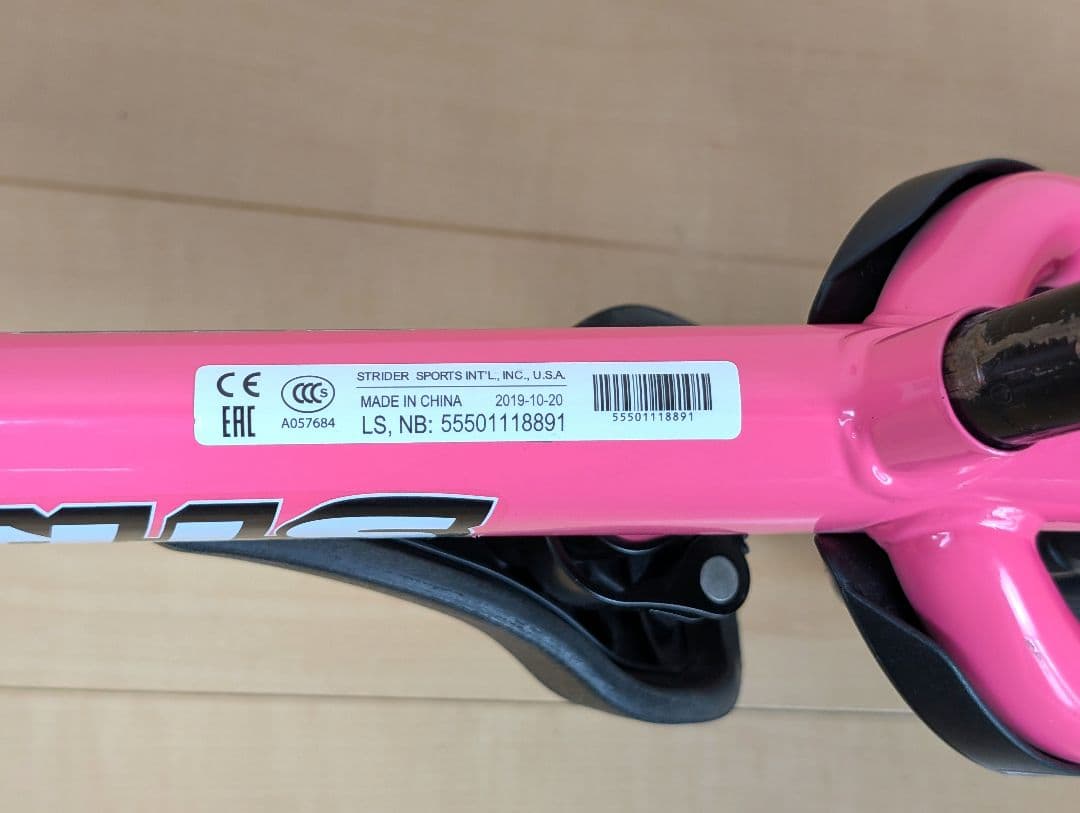 CE
EAC
CCC S
A057684
STRIDER SPORTS INT'L., INC., U.S.A.
MADE IN CHINA 2019-10-20
LS, NB: 55501118891
55501118891